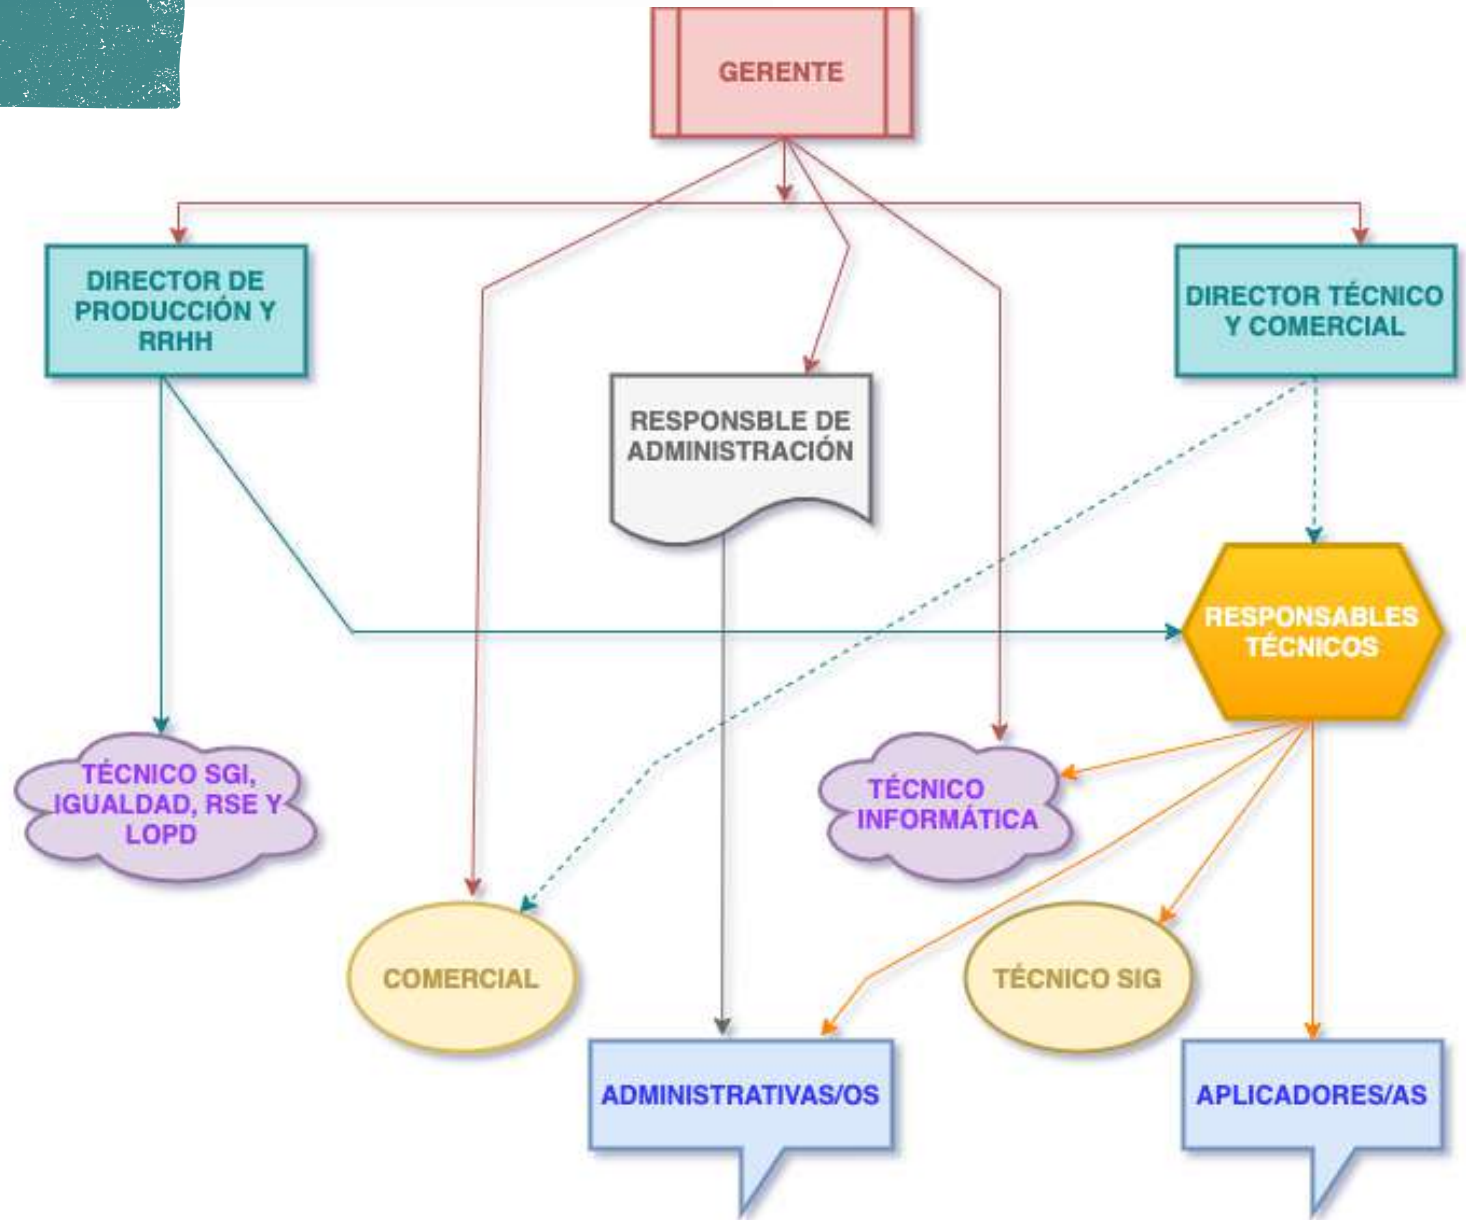 GERENTE
DIRECTOR DE
PRODUCCIÓN Y
RRHH
DIRECTOR TÉCNICO
Y COMERCIAL
RESPONSBLE DE
ADMINISTRACIÓN
RESPONSABLES
TÉCNICOS
TÉCNICO SGI,
IGUALDAD, RSE Y
LOPD
TÉCNICO
INFORMÁTICA
COMERCIAL
TÉCNICO SIG
ADMINISTRATIVAS/OS
APLICADORES/AS